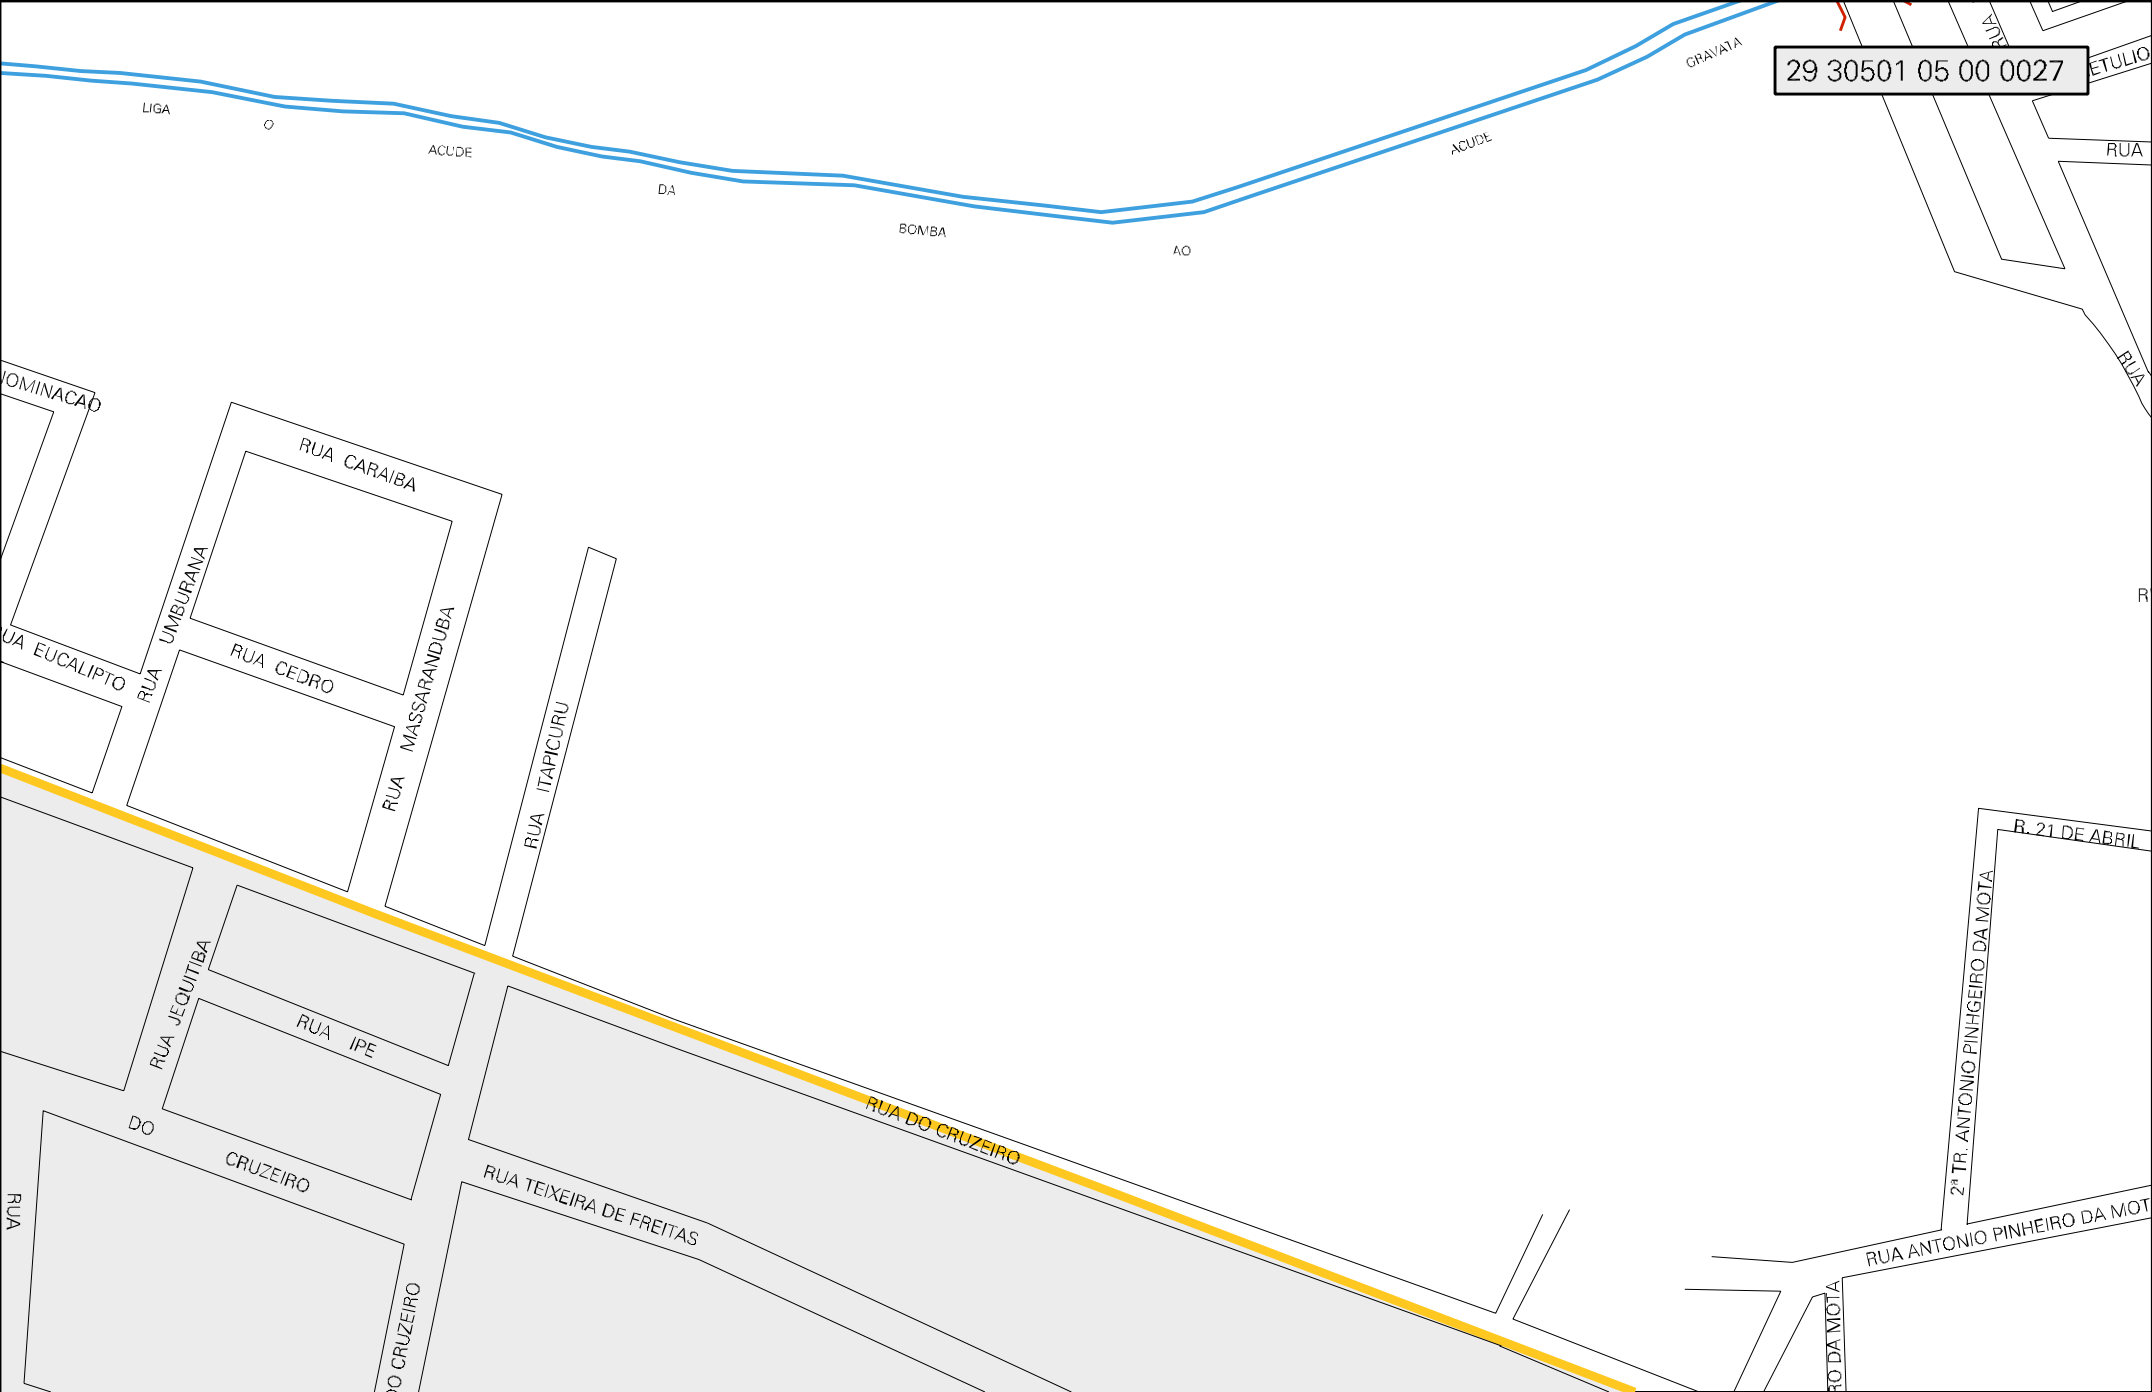 GRAVATA
RUA
29 30501 05 00 0027
ETULIO
LIGA O ACUDE DA BOMBA AO ACUDE
RUA
RUA
NOMINACAO
RUA CARAIBA
RUA UMBURANA
RUA CEDRO
UA EUCALIPTO
RUA MASSARANDUBA
RUA ITAPICURU
R. 21 DE ABRIL
2ª TR. ANTONIO PINHGEIRO DA MOTA
RUA JEQUITIBA
RUA IPE
RUA DO CRUZEIRO
DO CRUZEIRO
RUA TEIXEIRA DE FREITAS
RUA
RUA ANTONIO PINHEIRO DA MOT
RO DA MOTA
DO CRUZEIRO